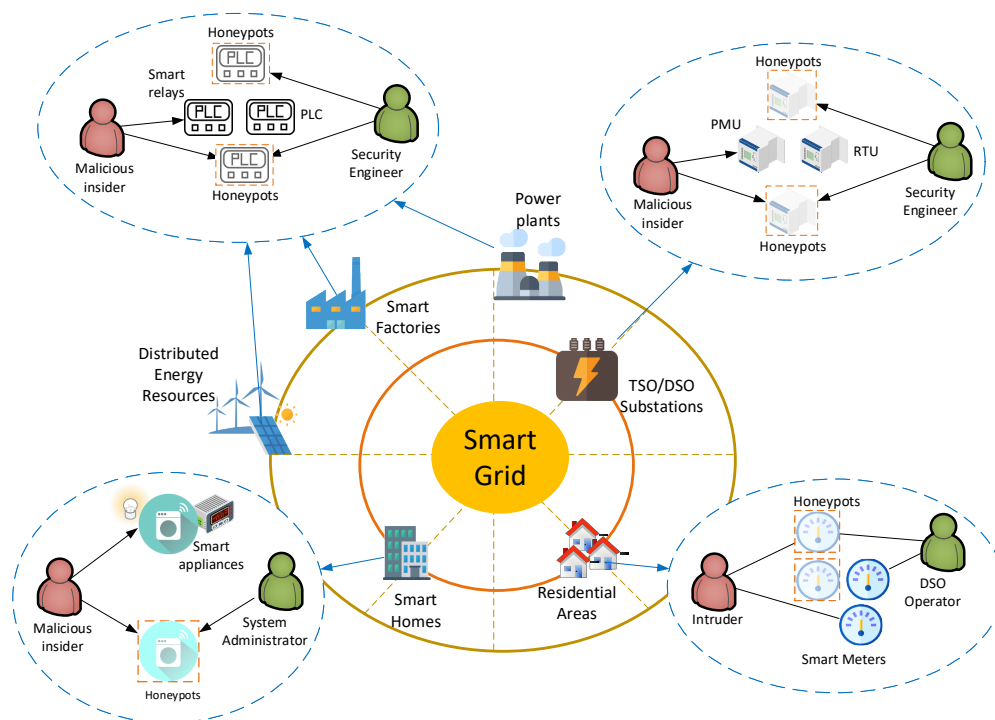 Honeypots
PLC
Smart
relays
PLC
PLC
PLC
PLC
Malicious
insider
Honeypots
Security
Engineer
Honeypots
PMU
RTU
Malicious
insider
Honeypots
Security
Engineer
Power
plants
Smart
Factories
Distributed
Energy
Resources
TSO/DSO
Substations
Smart
Grid
Smart
appliances
Malicious
insider
System
Administrator
Honeypots
Smart
Homes
Residential
Areas
Honeypots
Intruder
DSO
Operator
Smart Meters